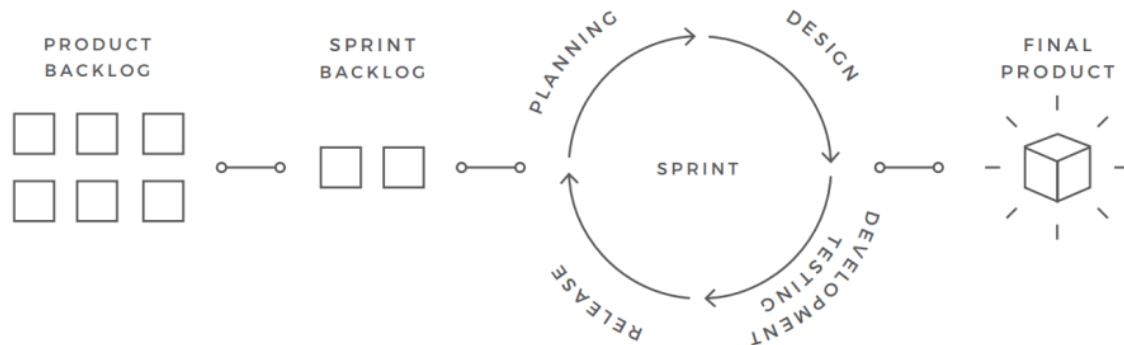 PRODUCT
BACKLOG
SPRINT
BACKLOG
PLANNING
DESIGN
SPRINT
DEVELOPMENT
TESTING
RELEASE
FINAL
PRODUCT